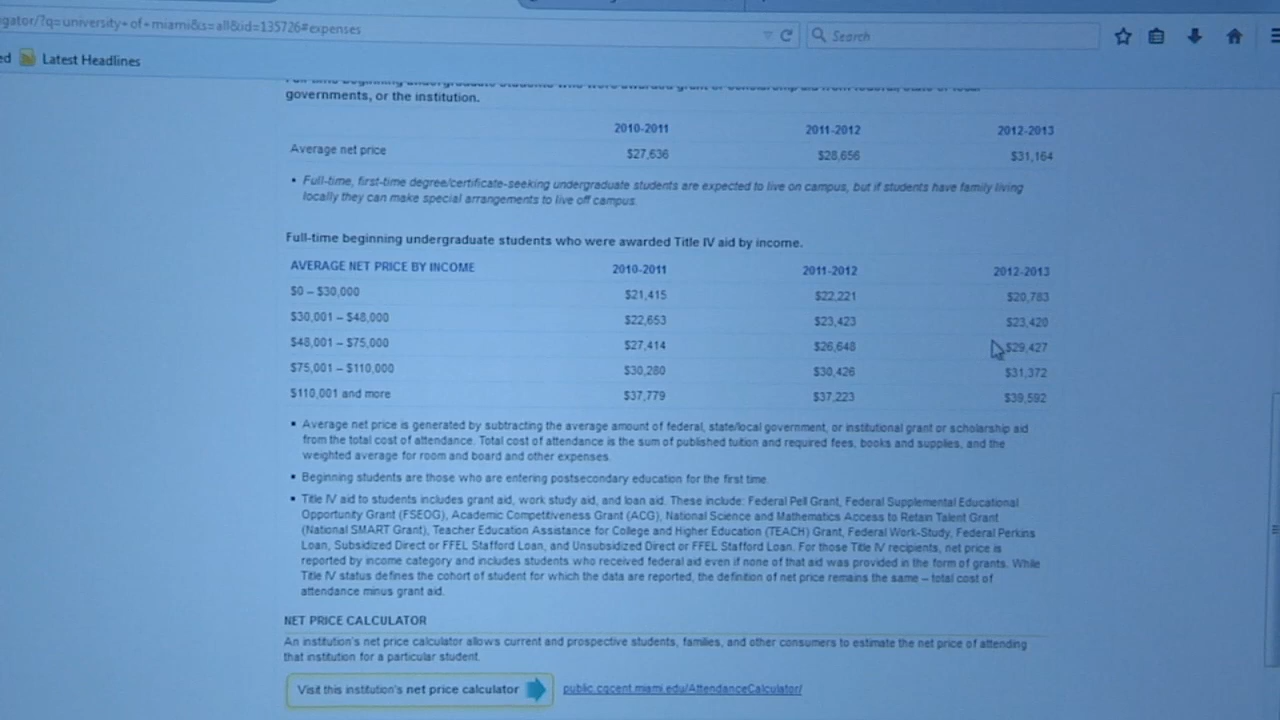 gator/?q=university+of+miami&s=all&id=135726#expenses
Search
ed Latest Headlines
governments, or the institution.
2010-2011 2011-2012 2012-2013
Average net price $27,636 $28,656 $31,164
• Full-time, first-time degree/certificate-seeking undergraduate students are expected to live on campus, but if students have family living
locally they can make special arrangements to live off campus.
Full-time beginning undergraduate students who were awarded Title IV aid by income.
AVERAGE NET PRICE BY INCOME 2010-2011 2011-2012 2012-2013
$0 – $30,000 $21,415 $22,221 $20,783
$30,001 – $48,000 $22,653 $23,423 $23,420
$48,001 – $75,000 $27,414 $26,648 $29,427
$75,001 – $110,000 $30,280 $30,426 $31,372
$110,001 and more $37,779 $37,223 $39,592
▪ Average net price is generated by subtracting the average amount of federal, state/local government, or institutional grant or scholarship aid
from the total cost of attendance. Total cost of attendance is the sum of published tuition and required fees, books and supplies, and the
weighted average for room and board and other expenses.
▪ Beginning students are those who are entering postsecondary education for the first time.
▪ Title IV aid to students includes grant aid, work study aid, and loan aid. These include: Federal Pell Grant, Federal Supplemental Educational
Opportunity Grant (FSEOG), Academic Competitiveness Grant (ACG), National Science and Mathematics Access to Retain Talent Grant
(National SMART Grant), Teacher Education Assistance for College and Higher Education (TEACH) Grant, Federal Work-Study, Federal Perkins
Loan, Subsidized Direct or FFEL Stafford Loan, and Unsubsidized Direct or FFEL Stafford Loan. For those Title IV recipients, net price is
reported by income category and includes students who received federal aid even if none of that aid was provided in the form of grants. While
Title IV status defines the cohort of student for which the data are reported, the definition of net price remains the same – total cost of
attendance minus grant aid.
NET PRICE CALCULATOR
An institution's net price calculator allows current and prospective students, families, and other consumers to estimate the net price of attending
that institution for a particular student.
Visit this institution's net price calculator public.cgcent.miami.edu/AttendanceCalculator/